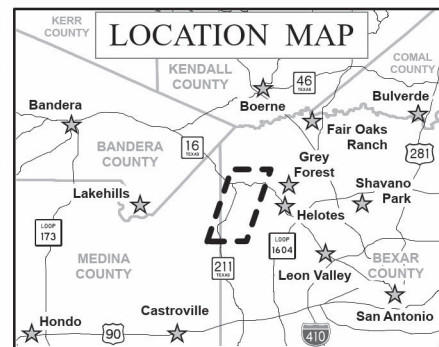 KERR
COUNTY
LOCATION MAP
KENDALL
COUNTY
46
TEXAS
COMAL
COUNTY
Bandera
Boerne
Bulverde
16
TEXAS
Fair Oaks
Ranch
281
BANDERA
COUNTY
Grey
Forest
Lakehills
Shavano
Park
Helotes
LOOP
173
LOOP
1604
MEDINA
COUNTY
211
TEXAS
BEXAR
COUNTY
Leon Valley
Castroville
San Antonio
Hondo
90
410